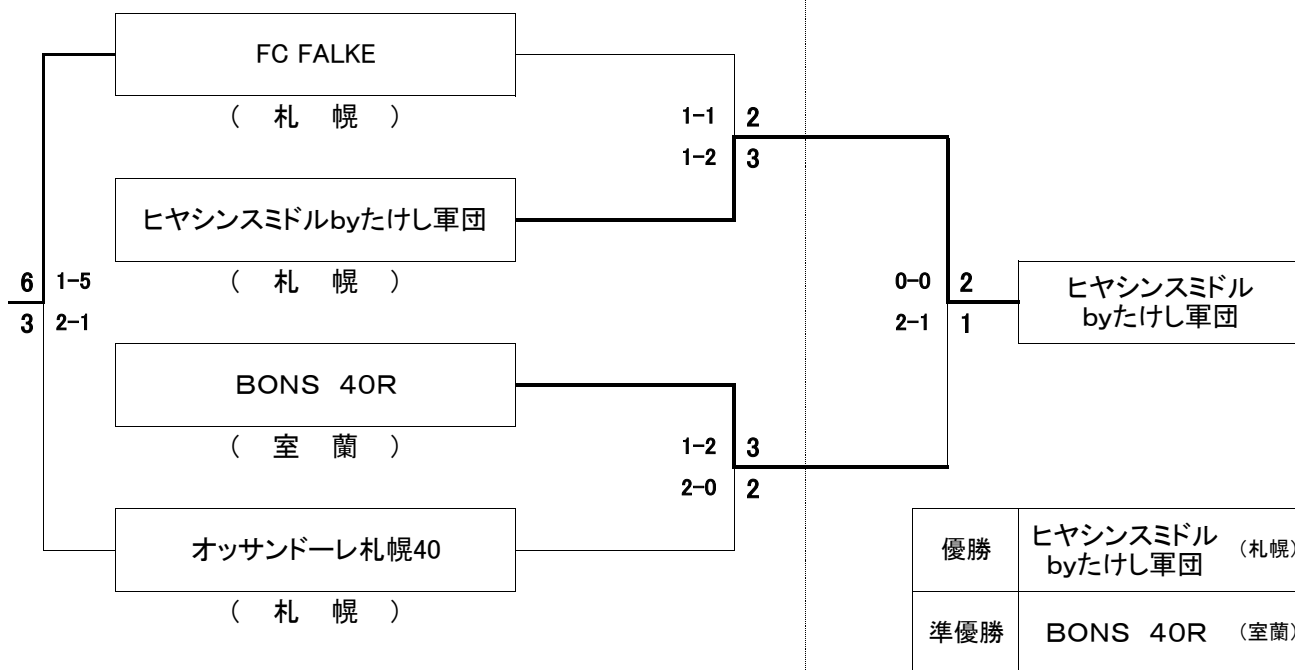 FC FALKE
（ 札 幌 ）
1-1 2
1-2 3
ヒヤシンスミドルbyたけし軍団
（ 札 幌 ）
6 1-5
3 2-1
0-0 2
2-1 1
ヒヤシンスミドル
byたけし軍団
ＢＯＮＳ　４０Ｒ
（ 室 蘭 ）
1-2 3
2-0 2
オッサンドーレ札幌40
（ 札 幌 ）
優勝 ヒヤシンスミドル
byたけし軍団 （札幌）
準優勝 ＢＯＮＳ　４０Ｒ （室蘭）